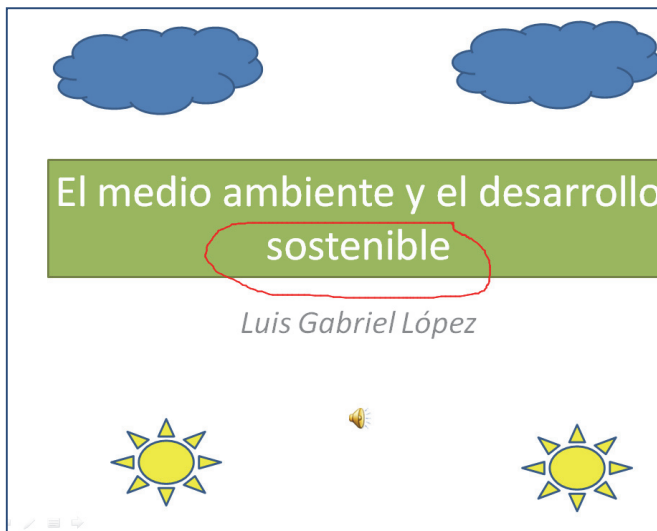 El medio ambiente y el desarrollo
sostenible
Luis Gabriel López